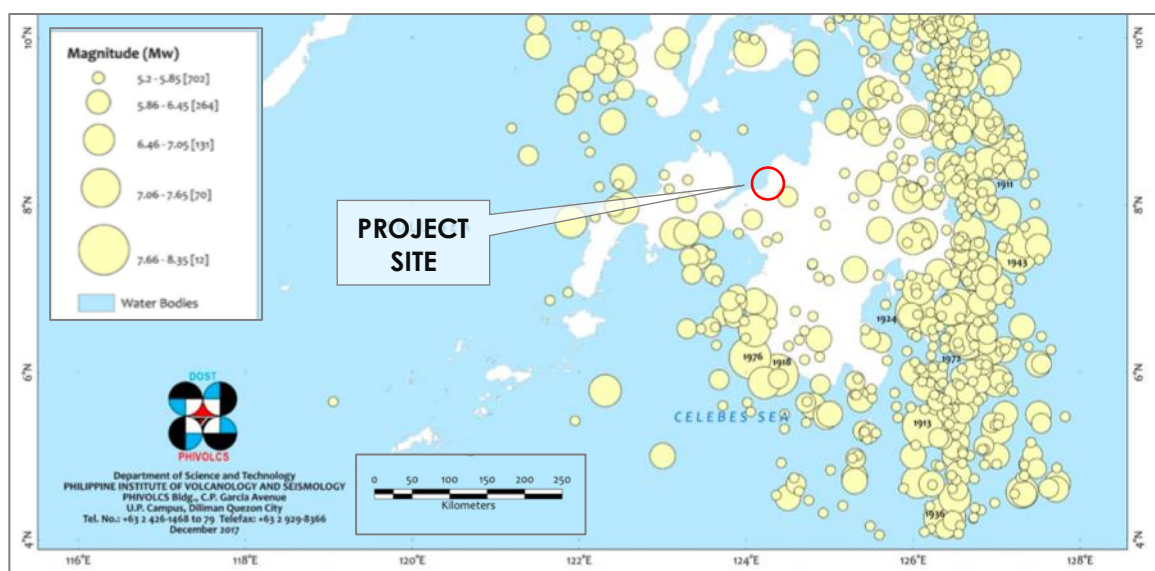 Magnitude (Mw)
5.2 - 5.85 [702]
5.86 - 6.45 [264]
6.46 - 7.05 [131]
7.06 - 7.65 [70]
7.66 - 8.35 [12]
Water Bodies
PROJECT
SITE
1911
1943
1924
1976
1918
1972
CELEBES SEA
1913
1936
DOST
PHIVOLCS
Department of Science and Technology
PHILIPPINE INSTITUTE OF VOLCANOLOGY AND SEISMOLOGY
PHIVOLCS Bldg., C.P. Garcia Avenue
U.P. Campus, Diliman Quezon City
Tel. No.: +63 2 426-1468 to 79 Telefax: +63 2 929-8366
December 2017
0 50 100 150 200 250
Kilometers
10°N
8°N
6°N
4°N
10°N
8°N
6°N
4°N
116°E 118°E 120°E 122°E 124°E 126°E 128°E